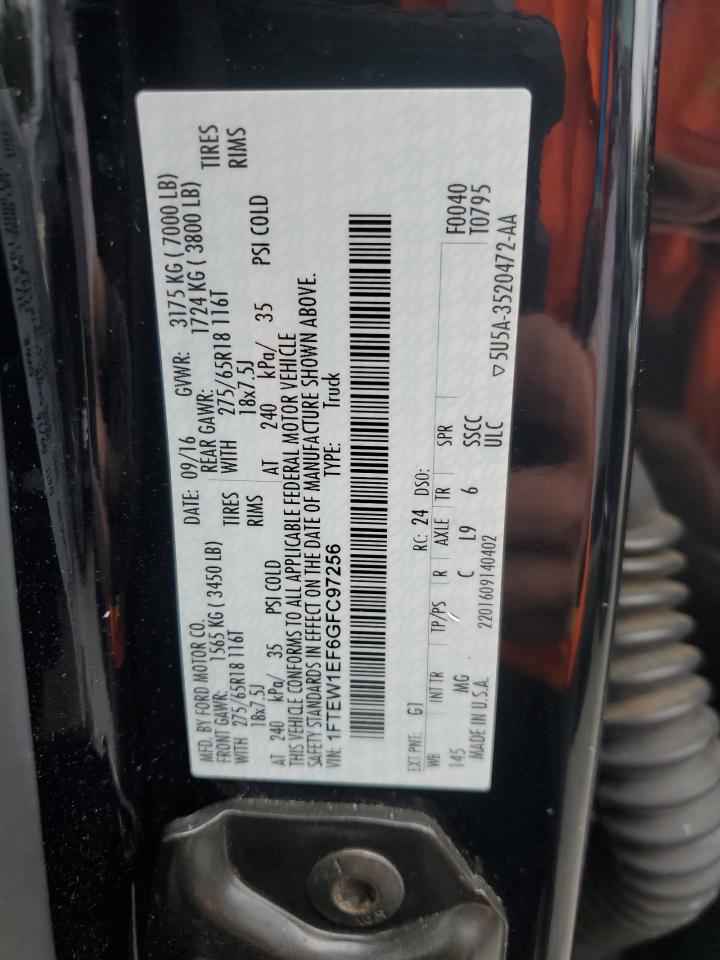 MFD. BY FORD MOTOR CO. DATE: 09/16 GVWR: 3175 KG ( 7000 LB)
FRONT GAWR: 1565 KG ( 3450 LB) REAR GAWR: 1724 KG ( 3800 LB)
WITH 275/65R18 116T TIRES WITH 275/65R18 116T TIRES
18x7.5J RIMS 18x7.5J RIMS
AT 240 kPa/ 35 PSI COLD AT 240 kPa/ 35 PSI COLD
THIS VEHICLE CONFORMS TO ALL APPLICABLE FEDERAL MOTOR VEHICLE
SAFETY STANDARDS IN EFFECT ON THE DATE OF MANUFACTURE SHOWN ABOVE.
VIN: 1FTEW1EF6GFC97256 TYPE: Truck
EXT PNT: G1 RC: 24 DSO: F0040
WB INT TR TP/PS R AXLE TR SPR T0795
145 MG C L9 6 SSCC
MADE IN U.S.A. 2201609140402 ULC
▽5U5A-3520472-AA